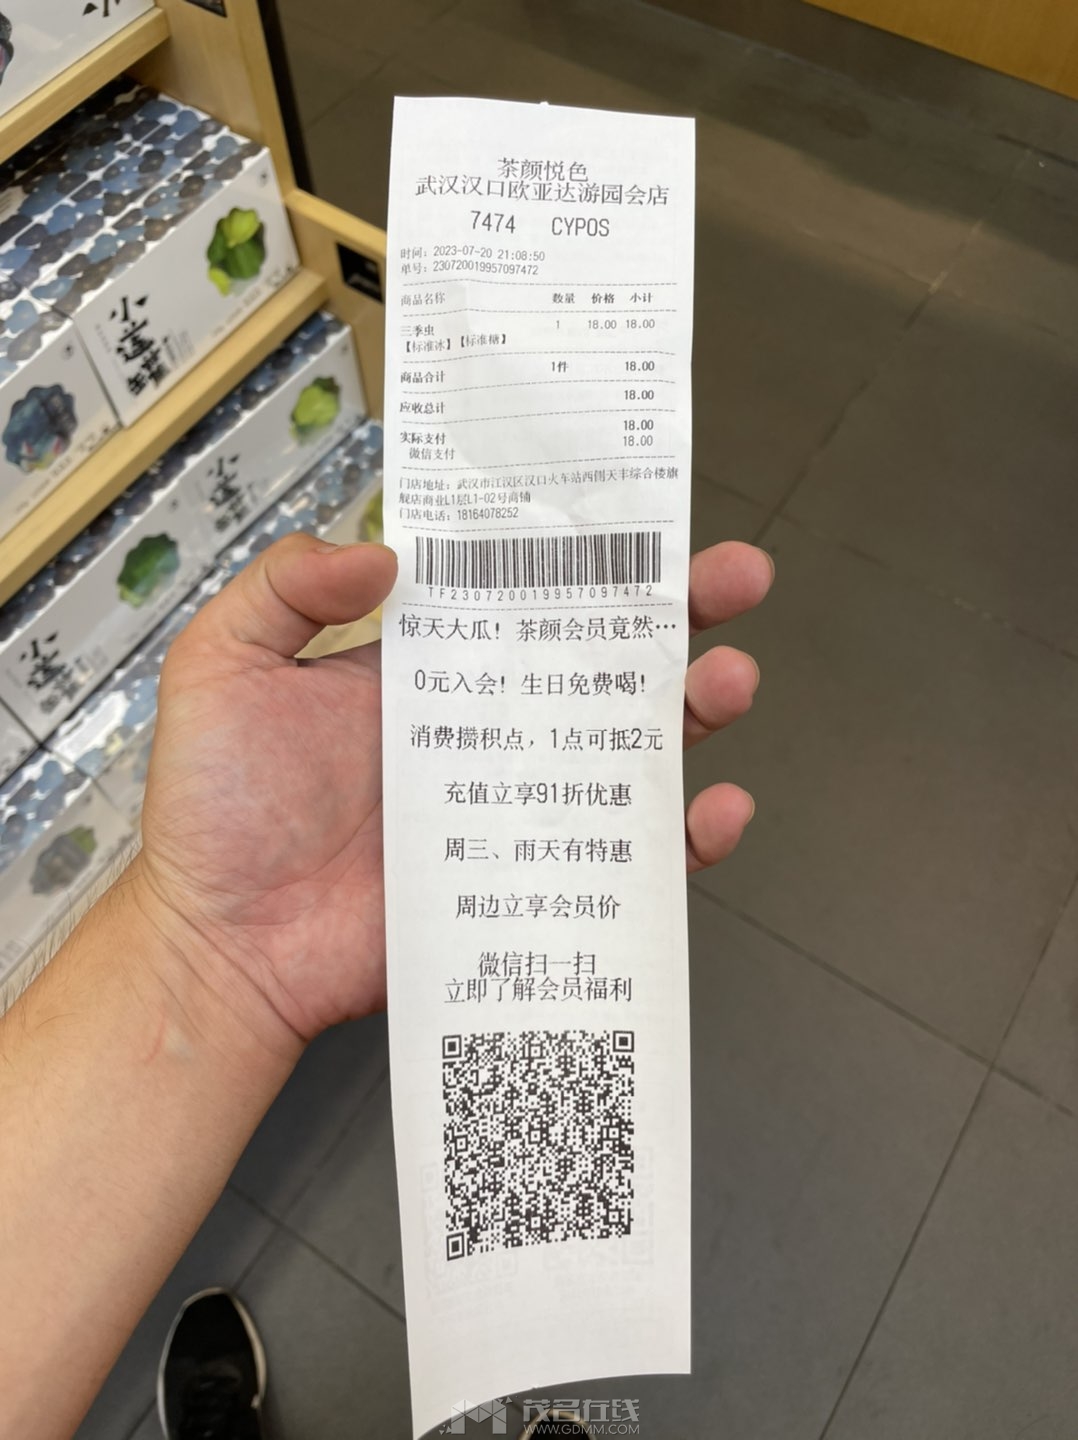 茶颜悦色
武汉汉口欧亚达游园会店
7474 CYPOS
时间：2023-07-20 21:08:50
单号：230720019957097472
商品名称 数量 价格 小计
三季虫 1 18.00 18.00
【标准冰】【标准糖】
商品合计 1件 18.00
应收总计 18.00
实际支付 18.00
微信支付 18.00
门店地址：武汉市江汉区汉口火车站西侧天丰综合楼旗
舰店商业L1层L1-02号商铺
门店电话：18164078252
TF230720019957097472
惊天大瓜！茶颜会员竟然…
0元入会！生日免费喝！
消费攒积点，1点可抵2元
充值立享91折优惠
周三、雨天有特惠
周边立享会员价
微信扫一扫
立即了解会员福利
小莲
小莲
小莲
茂名在线
WWW.GDMM.COM